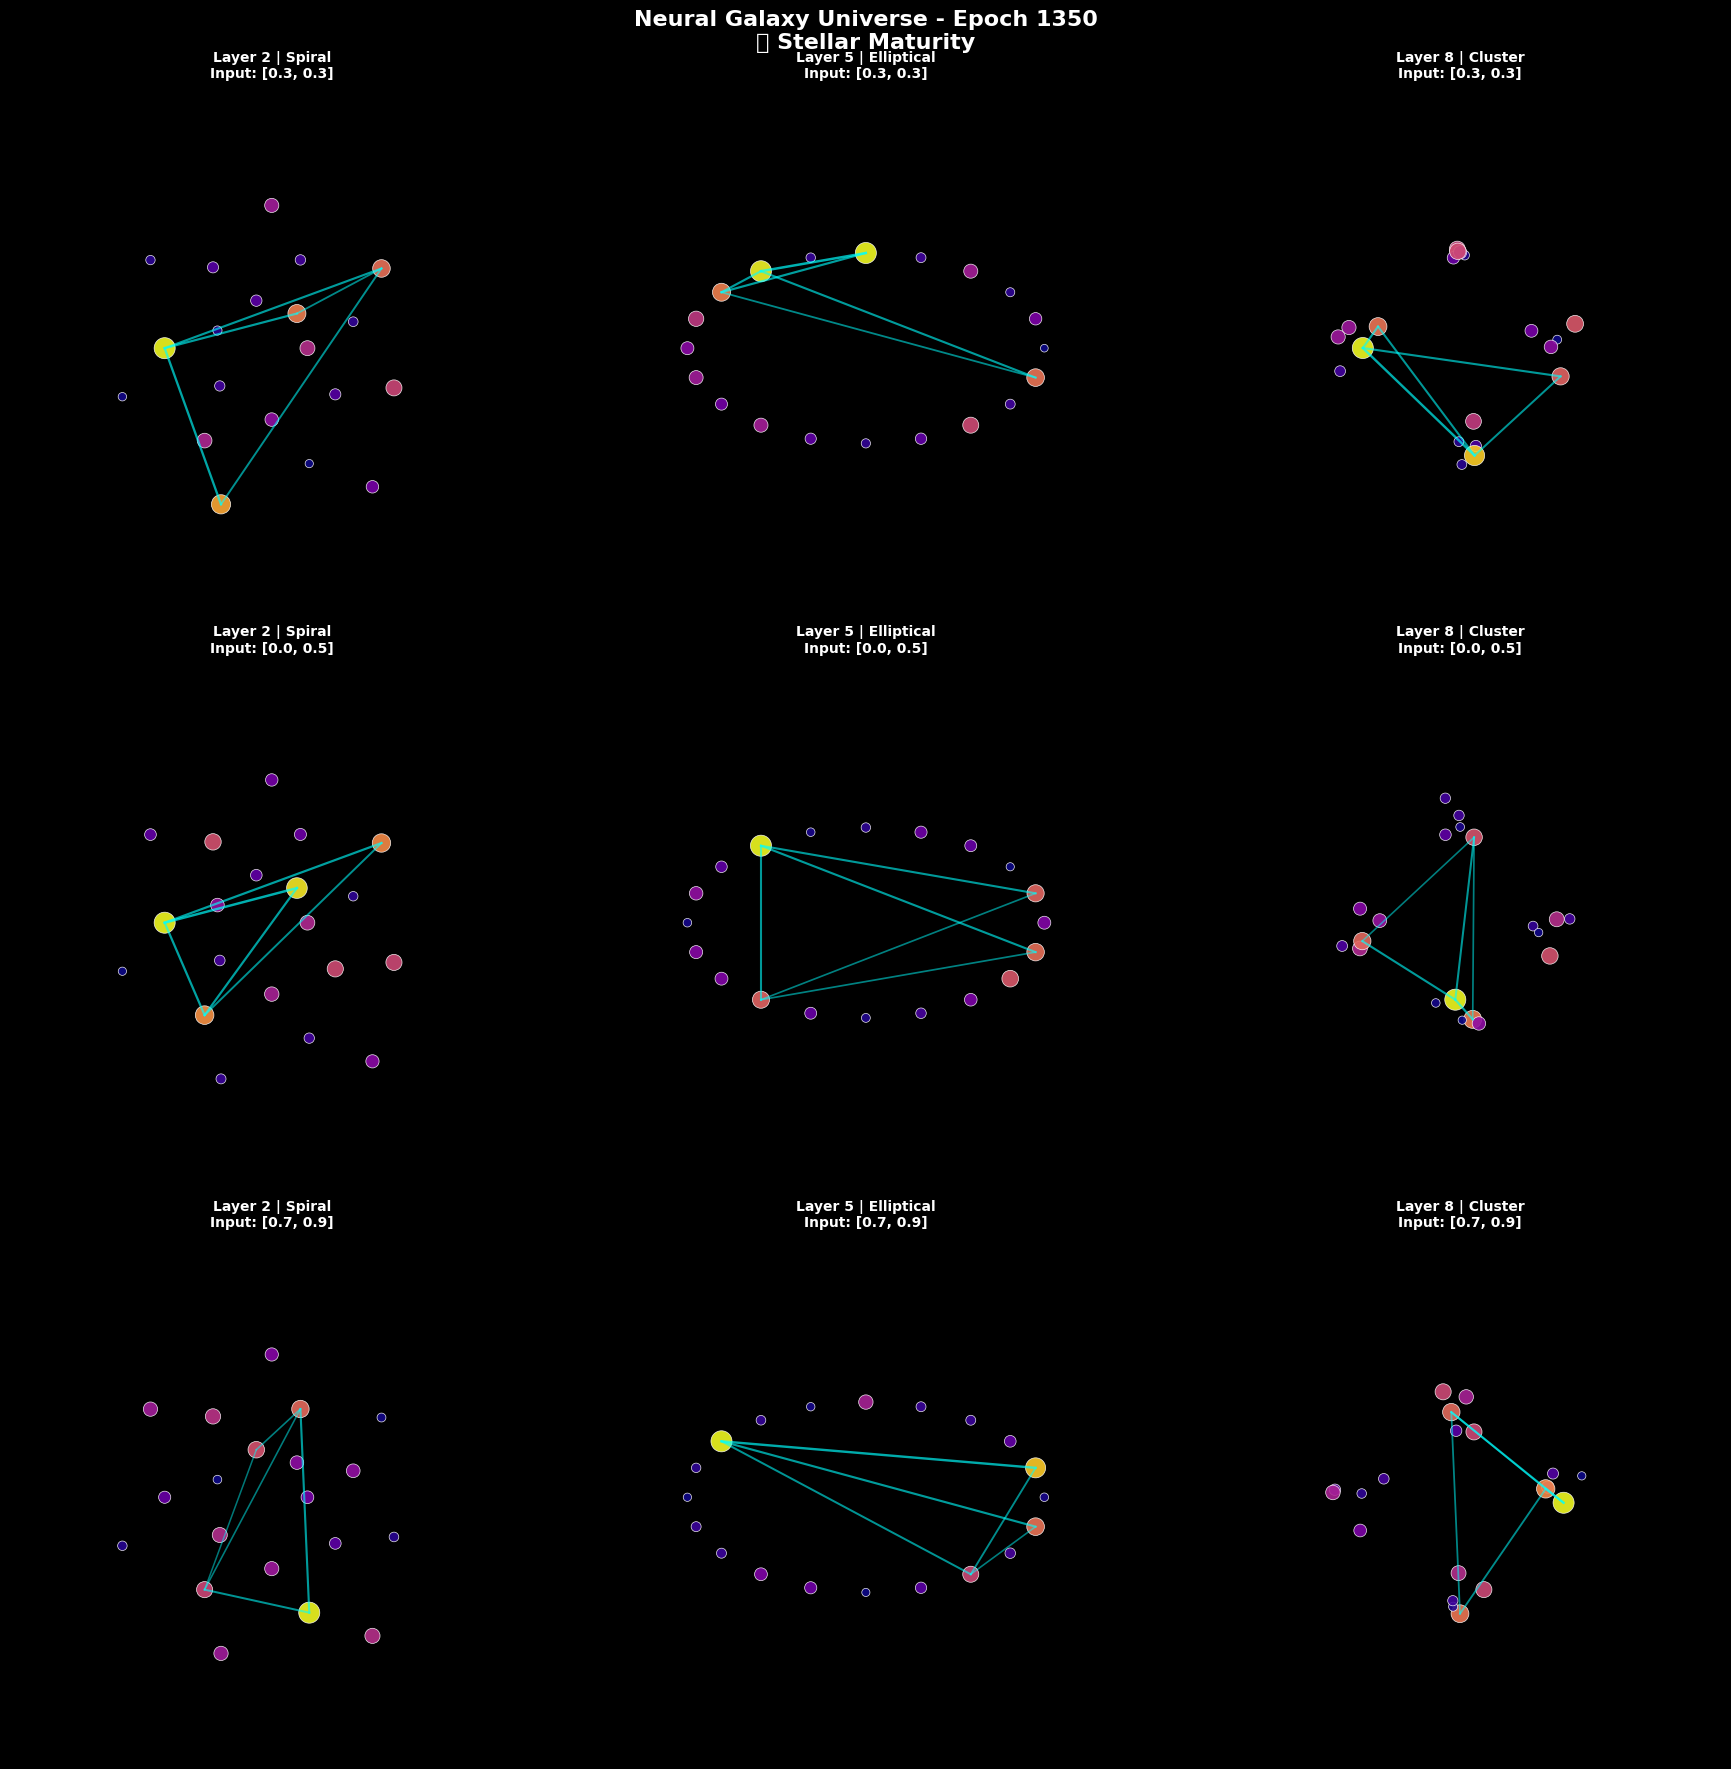 Neural Galaxy Universe - Epoch 1350
Stellar Maturity
Layer 2 | Spiral
Input: [0.3, 0.3]
Layer 5 | Elliptical
Input: [0.3, 0.3]
Layer 8 | Cluster
Input: [0.3, 0.3]
Layer 2 | Spiral
Input: [0.0, 0.5]
Layer 5 | Elliptical
Input: [0.0, 0.5]
Layer 8 | Cluster
Input: [0.0, 0.5]
Layer 2 | Spiral
Input: [0.7, 0.9]
Layer 5 | Elliptical
Input: [0.7, 0.9]
Layer 8 | Cluster
Input: [0.7, 0.9]